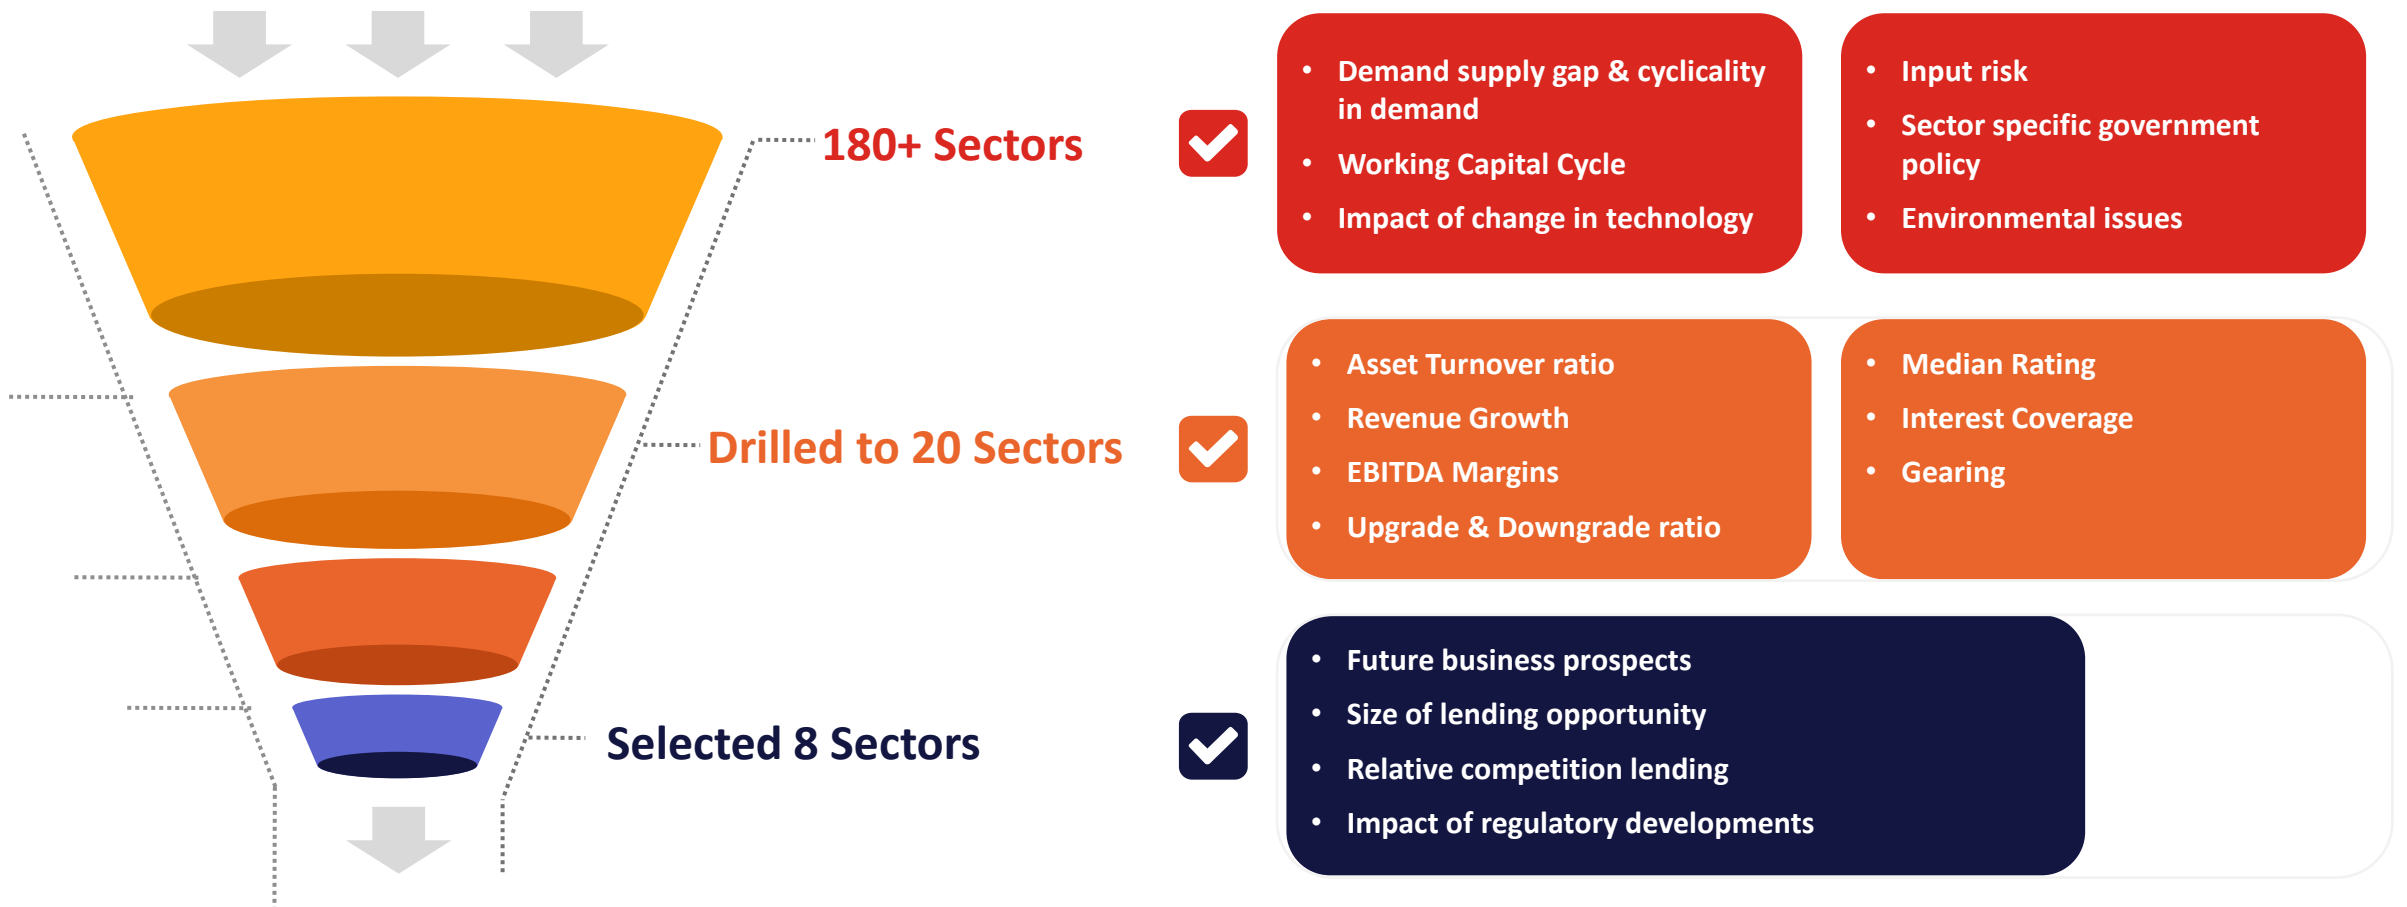 180+ Sectors
• Demand supply gap & cyclicality
in demand
• Working Capital Cycle
• Impact of change in technology
• Input risk
• Sector specific government
policy
• Environmental issues
Drilled to 20 Sectors
• Asset Turnover ratio
• Revenue Growth
• EBITDA Margins
• Upgrade & Downgrade ratio
• Median Rating
• Interest Coverage
• Gearing
Selected 8 Sectors
• Future business prospects
• Size of lending opportunity
• Relative competition lending
• Impact of regulatory developments